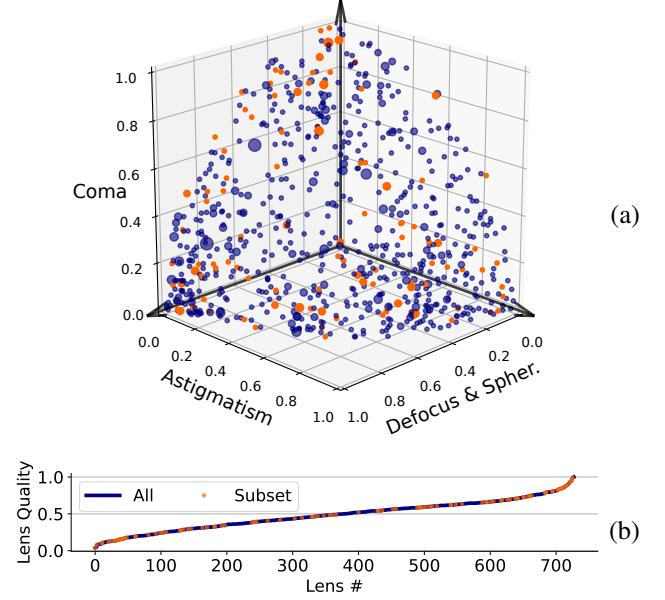 1.0
0.8
0.6
Coma
0.4
0.2
0.0
(a)
0.0 0.2 0.4 0.6 0.8 1.0
Astigmatism
1.0 0.8 0.6 0.4 0.2 0.0
Defocus & Spher.
Lens Quality
1.0
0.5
0.0
All Subset
(b)
0 100 200 300 400 500 600 700
Lens #